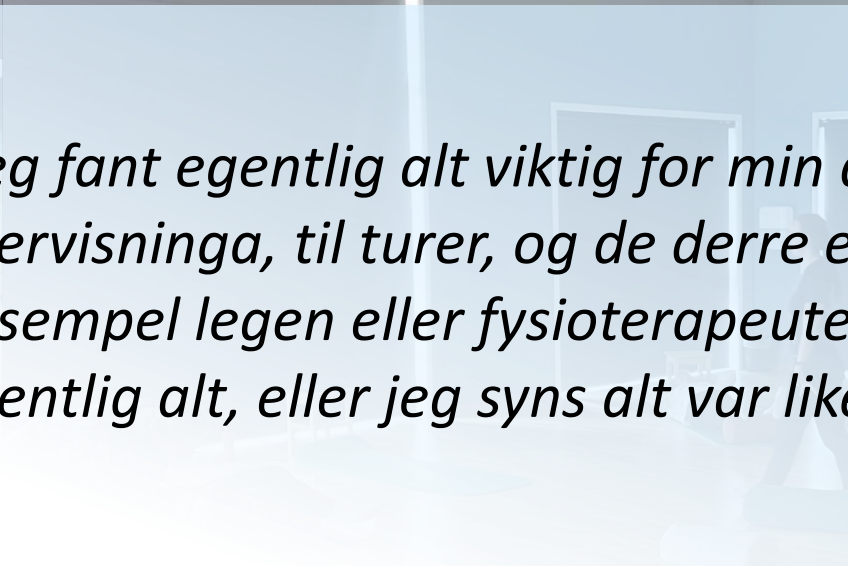 eg fant egentlig alt viktig for min
ervisninga, til turer, og de derre e
sempel legen eller fysioterapeute
entlig alt, eller jeg syns alt var lik